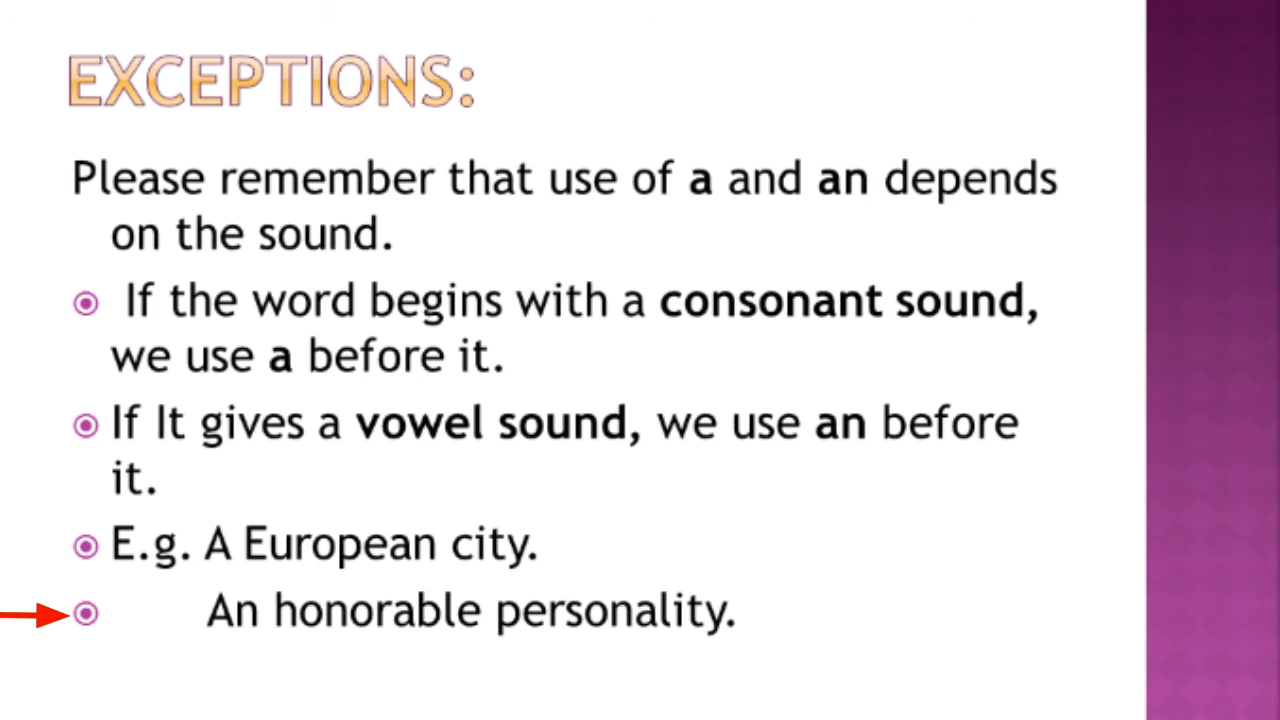 EXCEPTIONS:
Please remember that use of a and an depends
on the sound.
If the word begins with a consonant sound,
we use a before it.
If It gives a vowel sound, we use an before
it.
E.g. A European city.
An honorable personality.